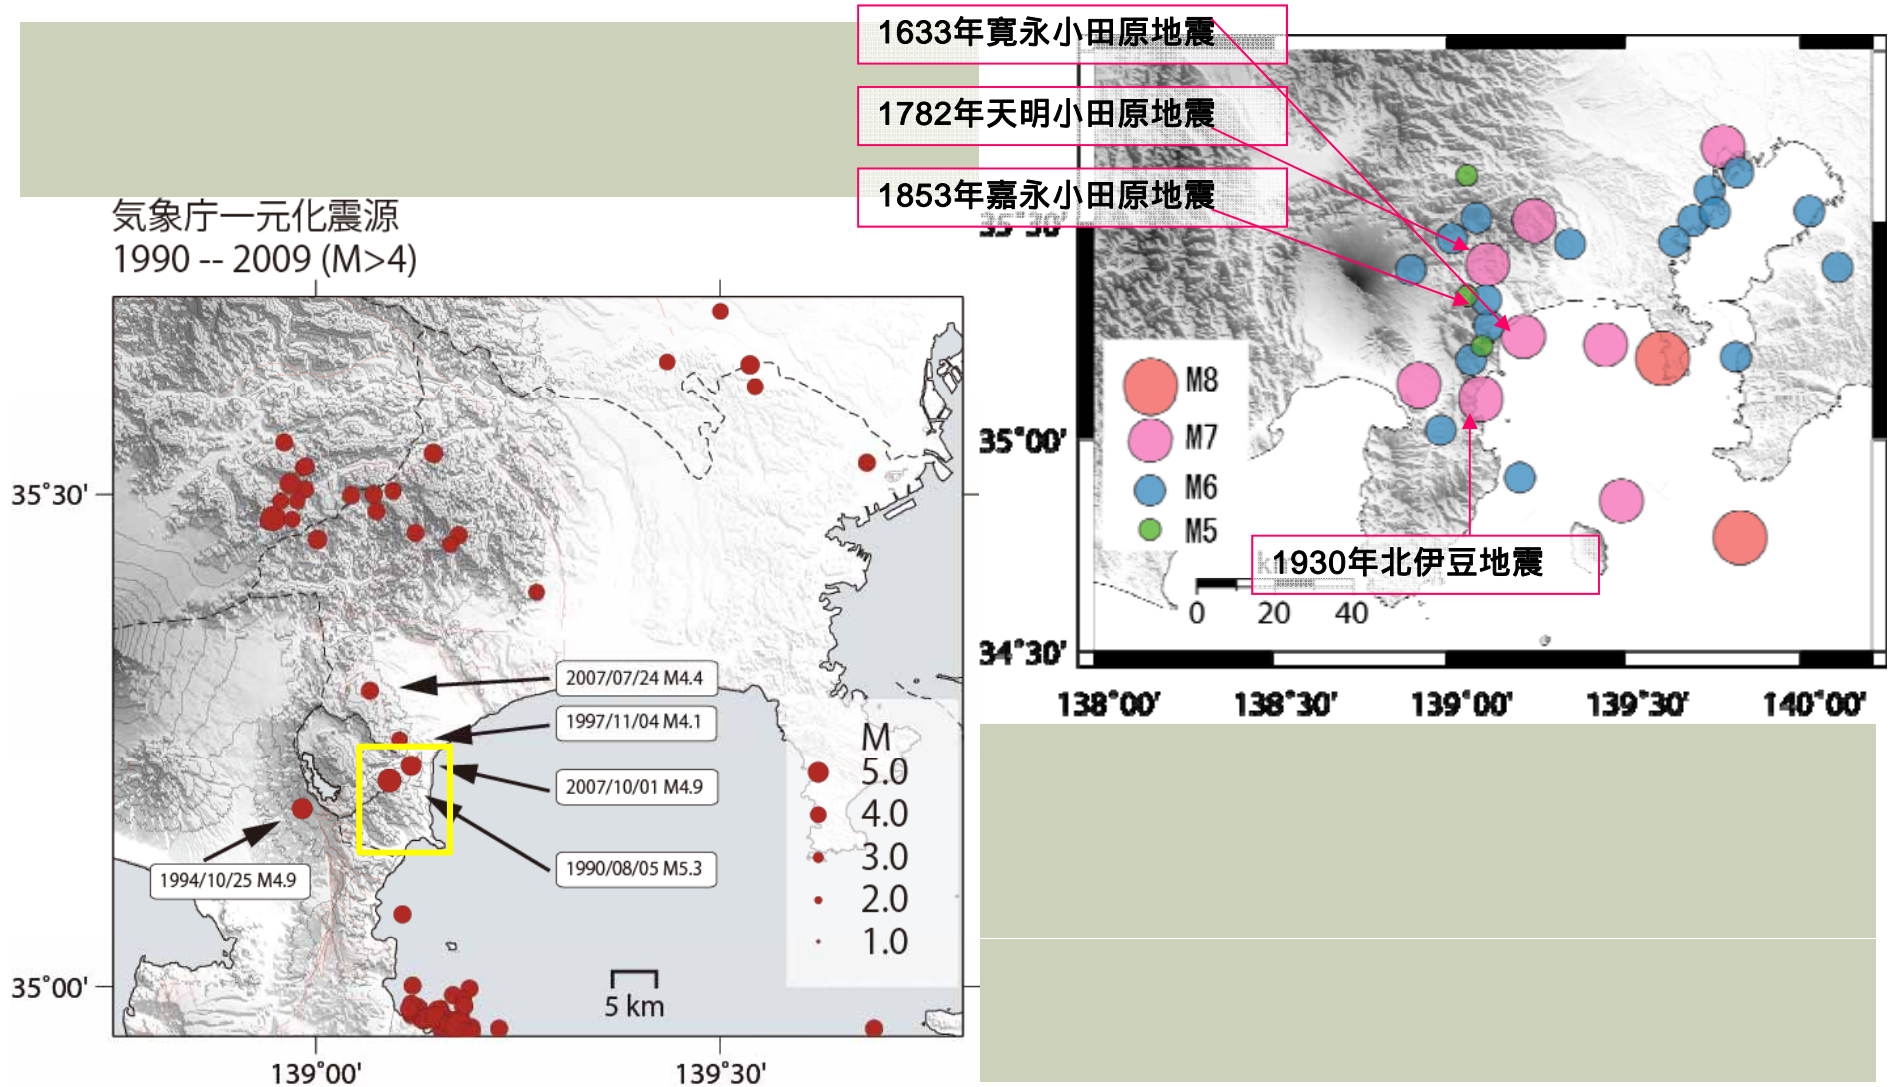 1633年寛永小田原地震
1782年天明小田原地震
1853年嘉永小田原地震
気象庁一元化震源
1990 -- 2009 (M>4)
35°30'
35°00'
139°00'
139°30'
2007/07/24 M4.4
1997/11/04 M4.1
2007/10/01 M4.9
1990/08/05 M5.3
1994/10/25 M4.9
M
5.0
4.0
3.0
2.0
1.0
5 km
35°30'
35°00'
34°30'
M8
M7
M6
M5
1930年北伊豆地震
km
0 20 40
138°00' 138°30' 139°00' 139°30' 140°00'